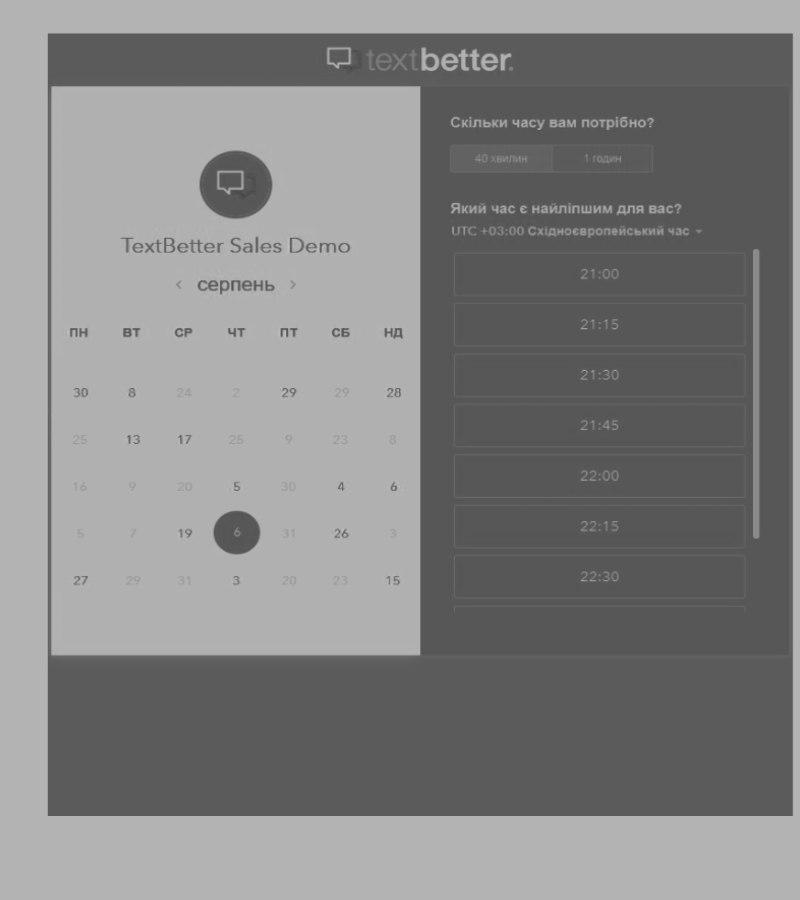 textbetter.
TextBetter Sales Demo
‹ серпень ›
ПН ВТ СР ЧТ ПТ СБ НД
30 8 24 2 29 29 28
25 13 17 25 9 23 8
16 9 20 5 30 4 6
5 7 19 6 31 26 3
27 29 31 3 20 23 15
Скільки часу вам потрібно?
40 хвилин 1 годин
Який час є найліпшим для вас?
UTC +03:00 Східноєвропейський час
21:00
21:15
21:30
21:45
22:00
22:15
22:30